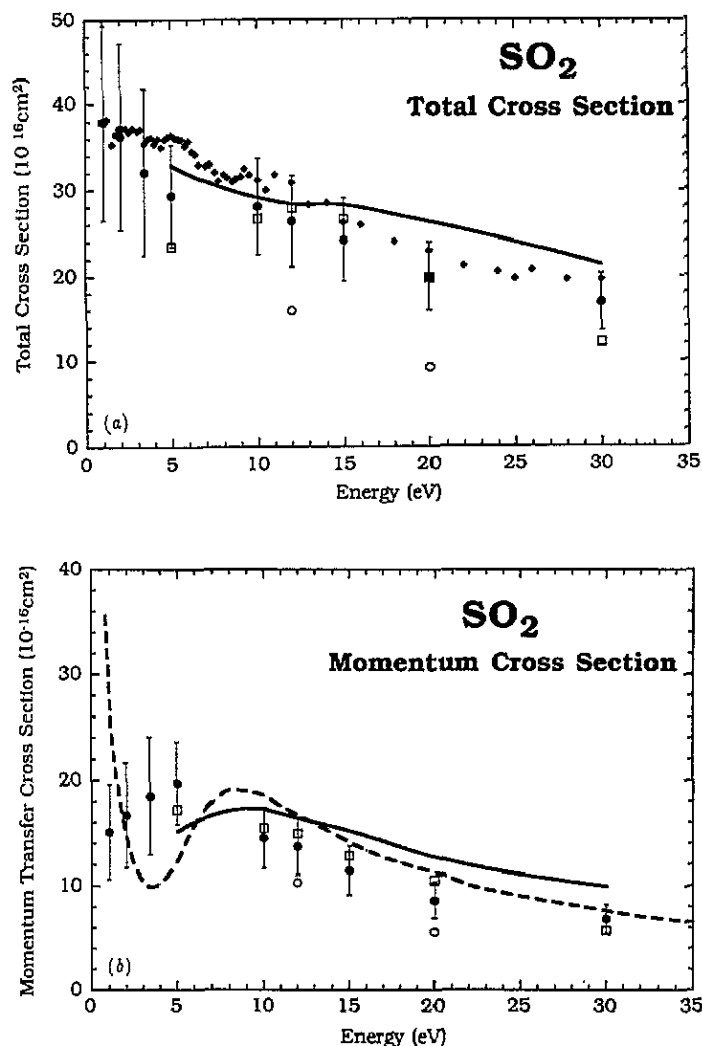 50
40
30
20
10
0
Total Cross Section (10 16cm2)
SO2
Total Cross Section
(a)
0 5 10 15 20 25 30 35
Energy (eV)
40
30
20
10
0
Momentum Transfer Cross Section (10-16cm2)
SO2
Momentum Cross Section
(b)
0 5 10 15 20 25 30 35
Energy (eV)